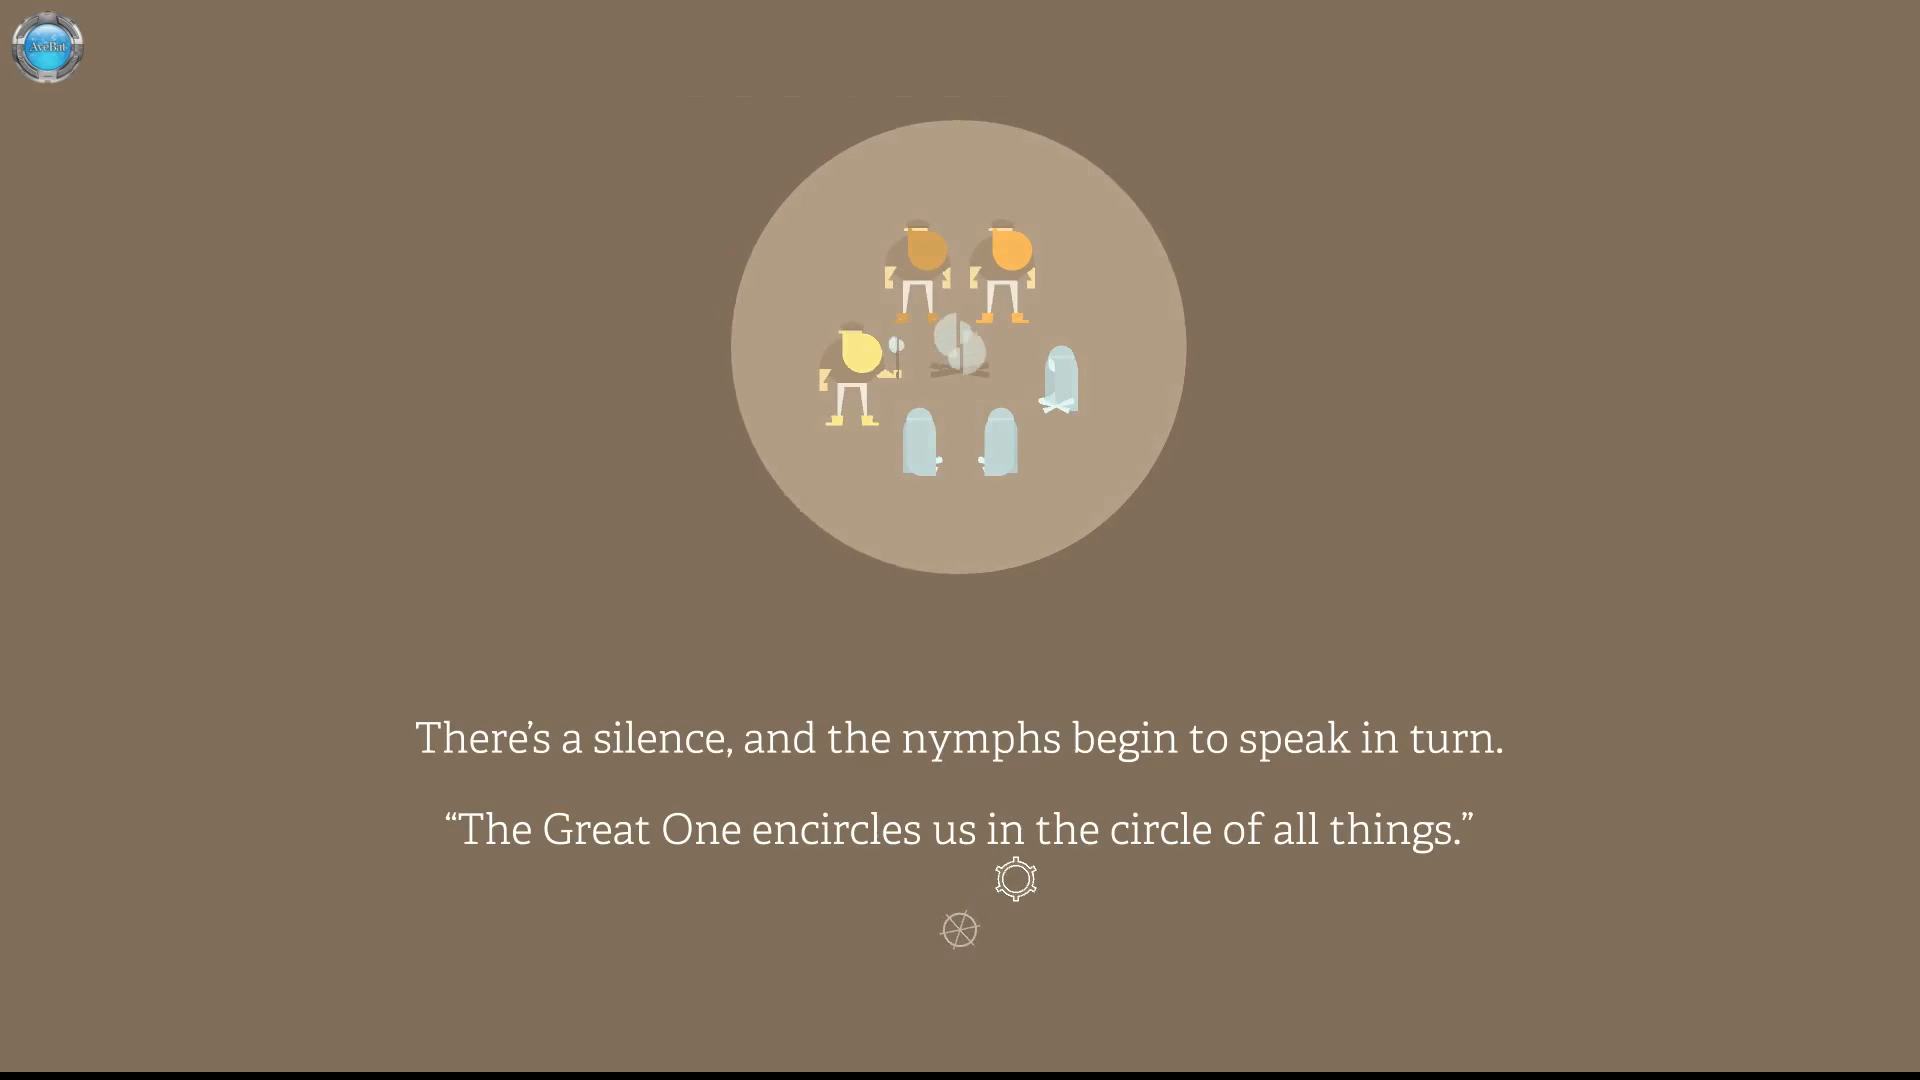 AveBat
There’s a silence, and the nymphs begin to speak in turn.
“The Great One encircles us in the circle of all things.”